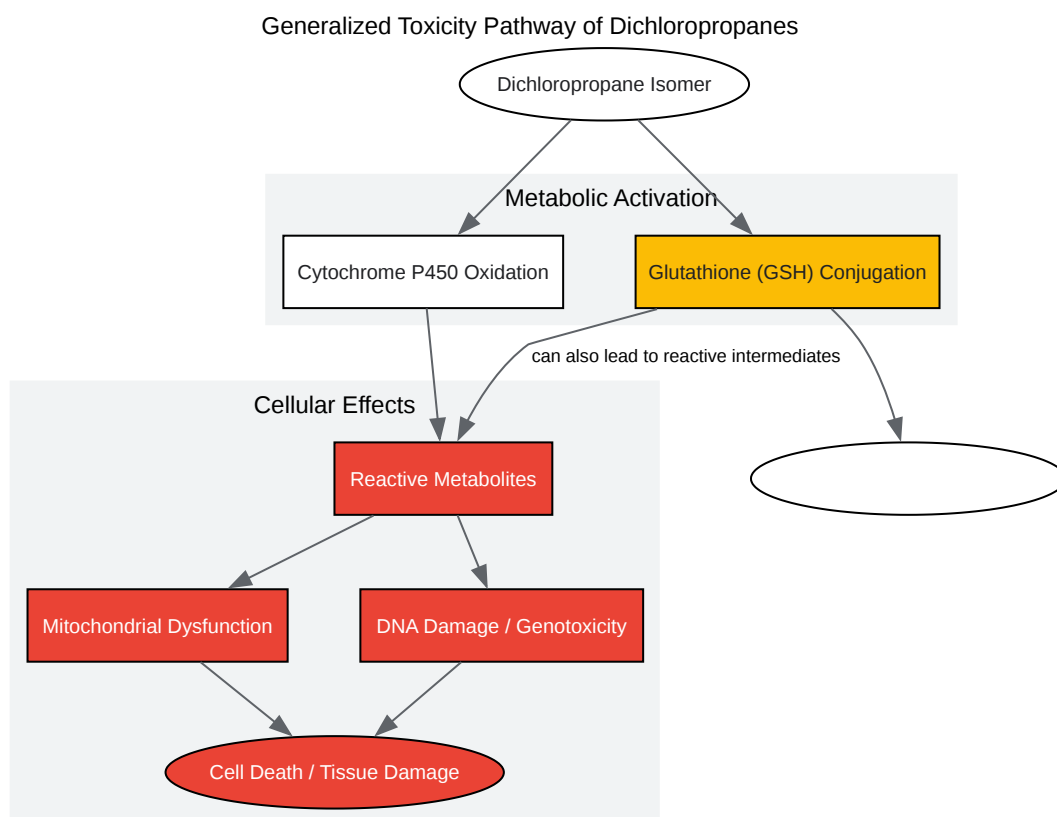 Generalized Toxicity Pathway of Dichloropropanes
Dichloropropane Isomer
Metabolic Activation
Cytochrome P450 Oxidation
Glutathione (GSH) Conjugation
can also lead to reactive intermediates
Cellular Effects
Reactive Metabolites
Mitochondrial Dysfunction
DNA Damage / Genotoxicity
Cell Death / Tissue Damage